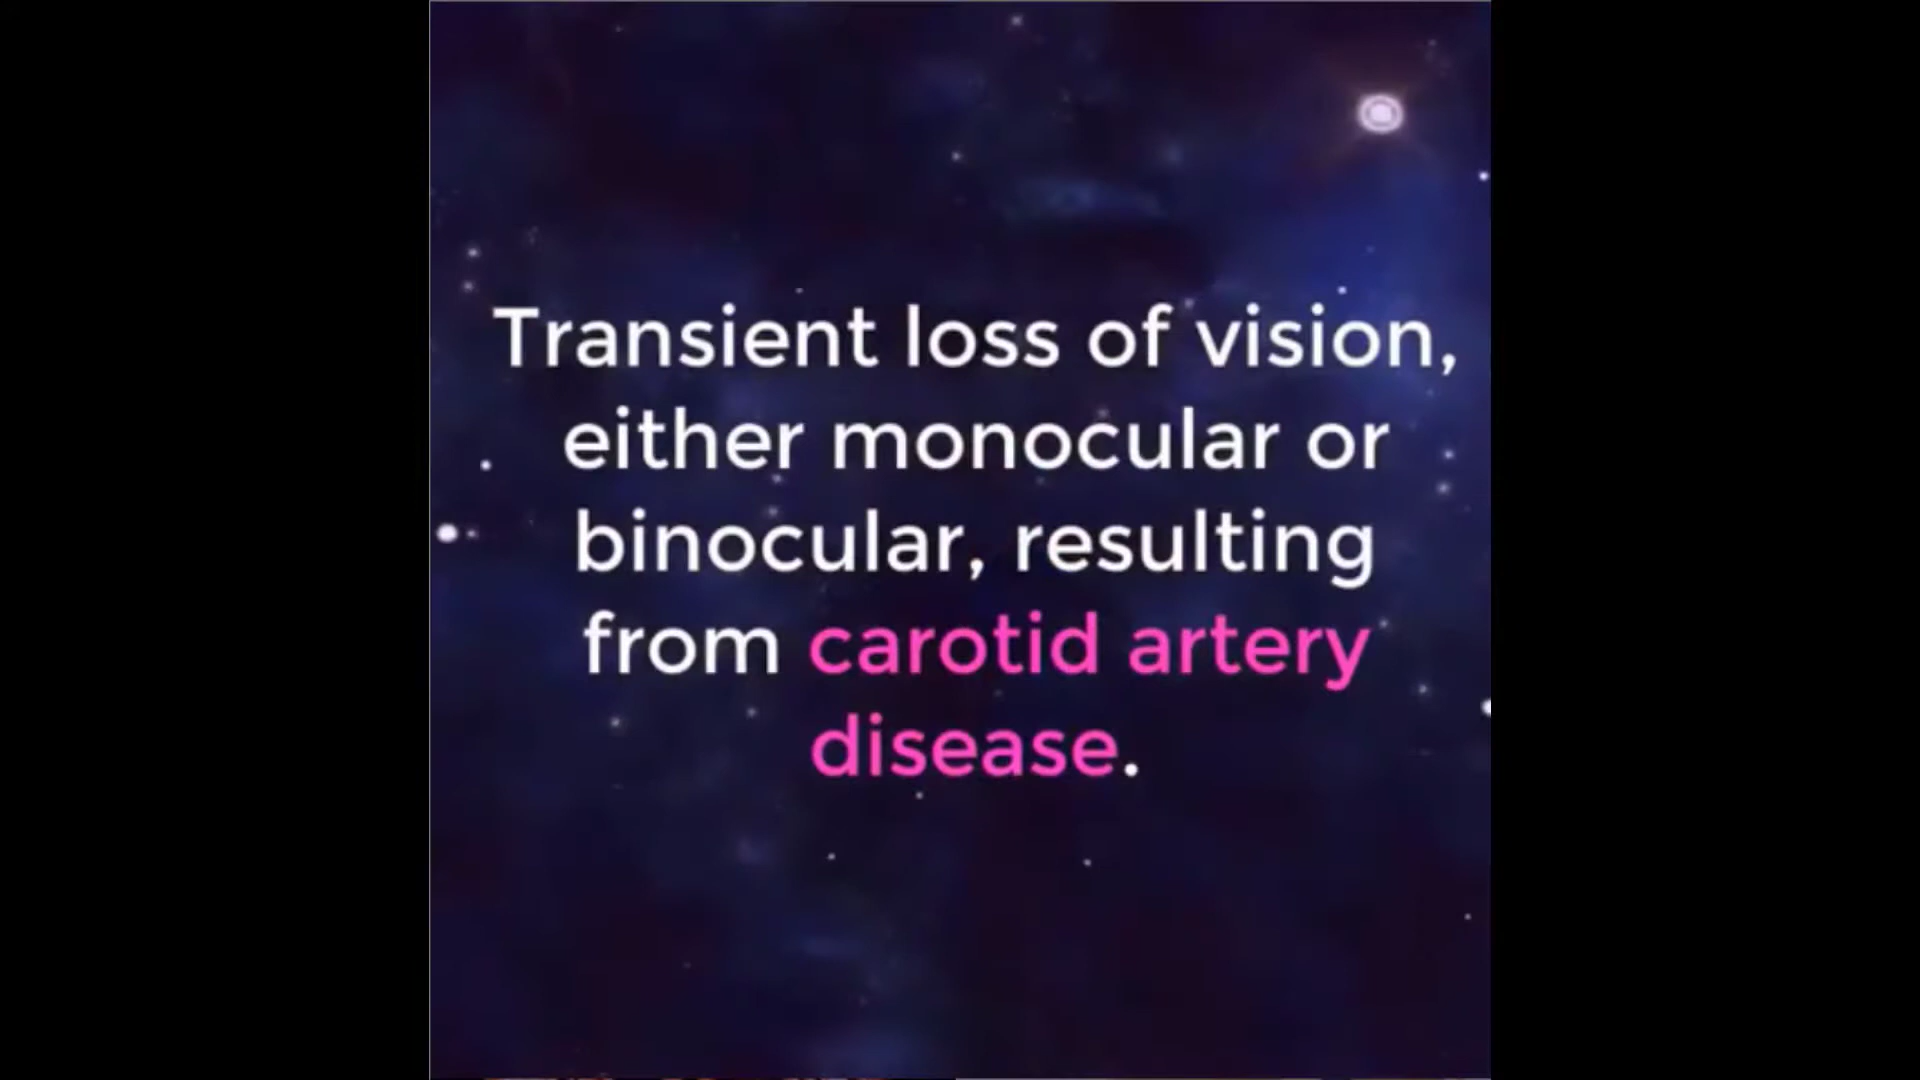 Transient loss of vision,
either monocular or
binocular, resulting
from carotid artery
disease.